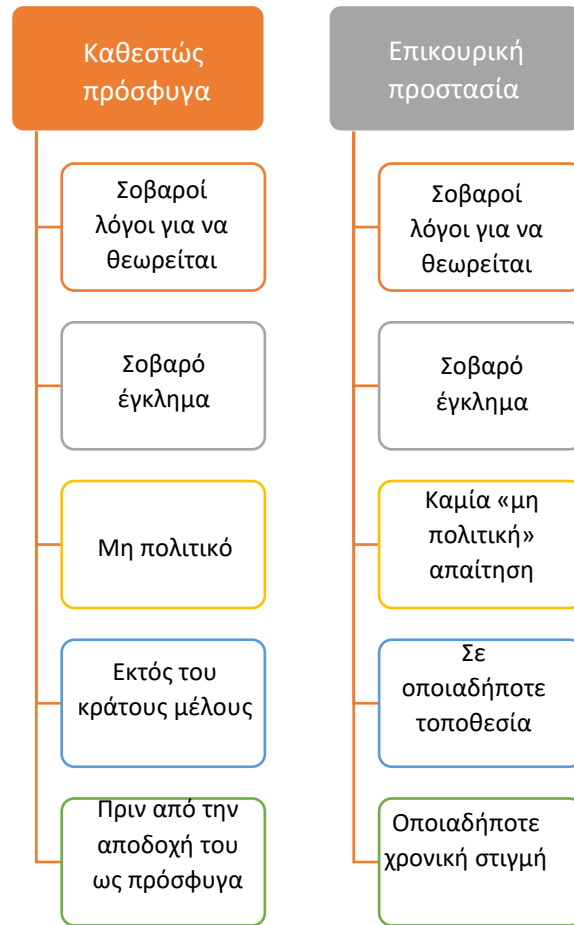 Καθεστώς
πρόσφυγα
Σοβαροί
λόγοι για να
θεωρείται
Σοβαρό
έγκλημα
Μη πολιτικό
Εκτός του
κράτους μέλους
Πριν από την
αποδοχή του
ως πρόσφυγα
Επικουρική
προστασία
Σοβαροί
λόγοι για να
θεωρείται
Σοβαρό
έγκλημα
Καμία «μη
πολιτική»
απαίτηση
Σε
οποιαδήποτε
τοποθεσία
Οποιαδήποτε
χρονική στιγμή